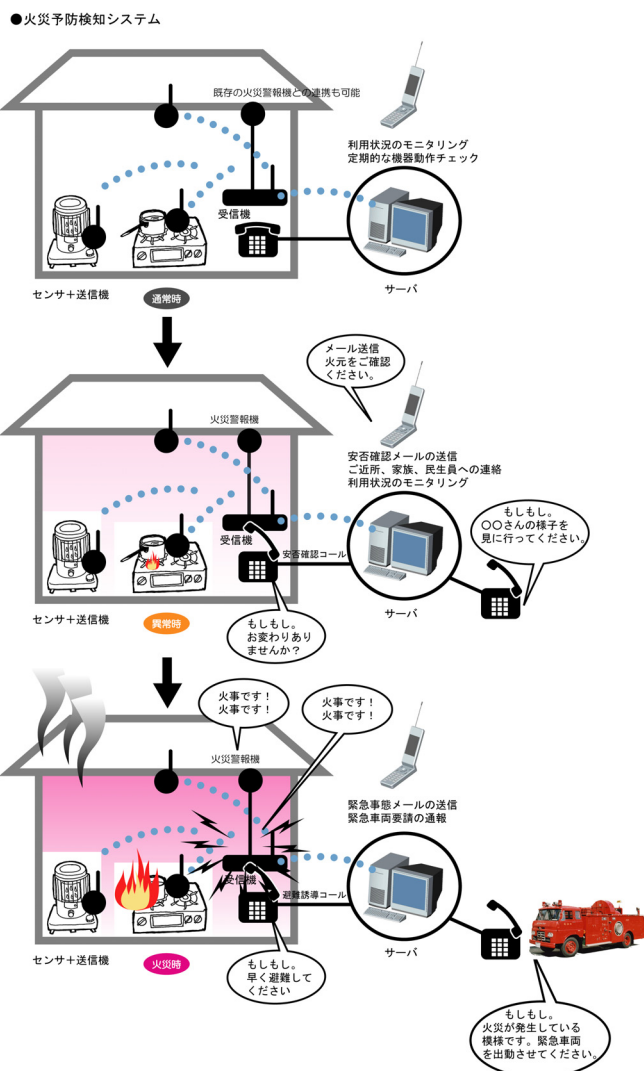 ●火災予防検知システム
既存の火災警報機との連携も可能
利用状況のモニタリング
定期的な機器動作チェック
受信機
サーバ
センサ＋送信機
通常時
メール送信
火元をご確認
ください。
火災警報機
安否確認メールの送信
ご近所、家族、民生員への連絡
利用状況のモニタリング
もしもし。
〇〇さんの様子を
見に行ってください。
受信機
安否確認コール
サーバ
センサ＋送信機
異常時
もしもし。
お変わりあり
ませんか？
火事です！
火事です！
火事です！
火事です！
火災警報機
緊急事態メールの送信
緊急車両要請の通報
受信機
避難誘導コール
サーバ
センサ＋送信機
火災時
もしもし。
早く避難して
ください
もしもし。
火災が発生している
模様です。緊急車両
を出動させてください。